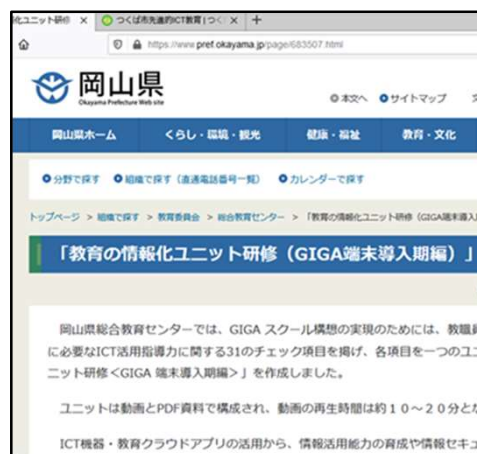 化ユニット研修 × つくば市先進的ICT教育 | つく × +
https://www.pref.okayama.jp/page/683507.html
岡山県
Okayama Prefecture Web site
本文へ サイトマップ
岡山県ホーム くらし・環境・観光 健康・福祉 教育・文化
分野で探す 組織で探す（直通電話番号一覧） カレンダーで探す
トップページ > 組織で探す > 教育委員会 > 総合教育センター > 「教育の情報化ユニット研修（GIGA端末導入
「教育の情報化ユニット研修（GIGA端末導入期編）」
岡山県総合教育センターでは、GIGA スクール構想の実現のためには、教職員
に必要なICT活用指導力に関する31のチェック項目を掲げ、各項目を一つのユニ
ニット研修＜GIGA 端末導入期編＞」を作成しました。
ユニットは動画とPDF資料で構成され、動画の再生時間は約１０～２０分と
ICT機器・教育クラウドアプリの活用から、情報活用能力の育成や情報セキュ